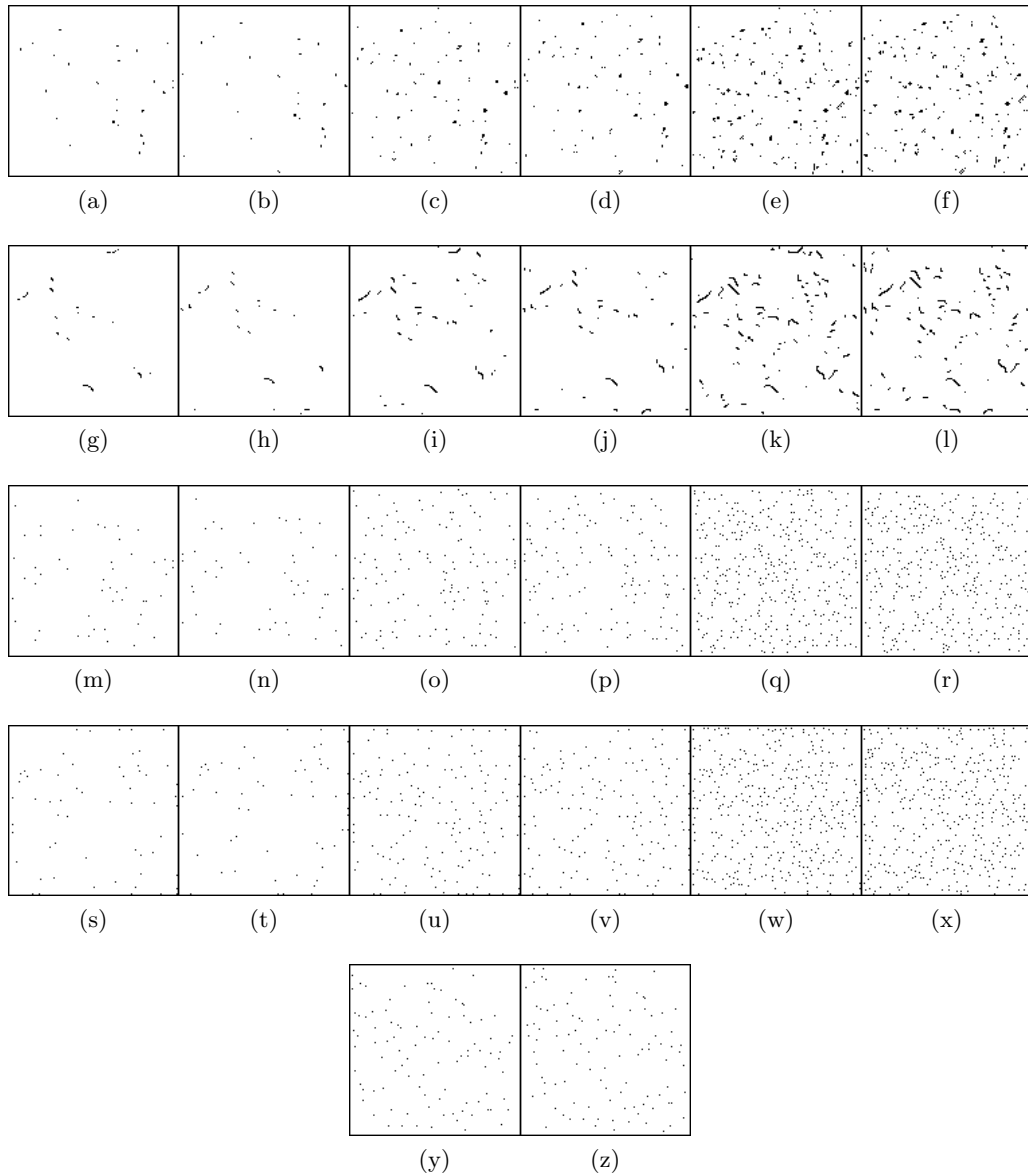 (a) (b) (c) (d) (e) (f)
(g) (h) (i) (j) (k) (l)
(m) (n) (o) (p) (q) (r)
(s) (t) (u) (v) (w) (x)
(y) (z)